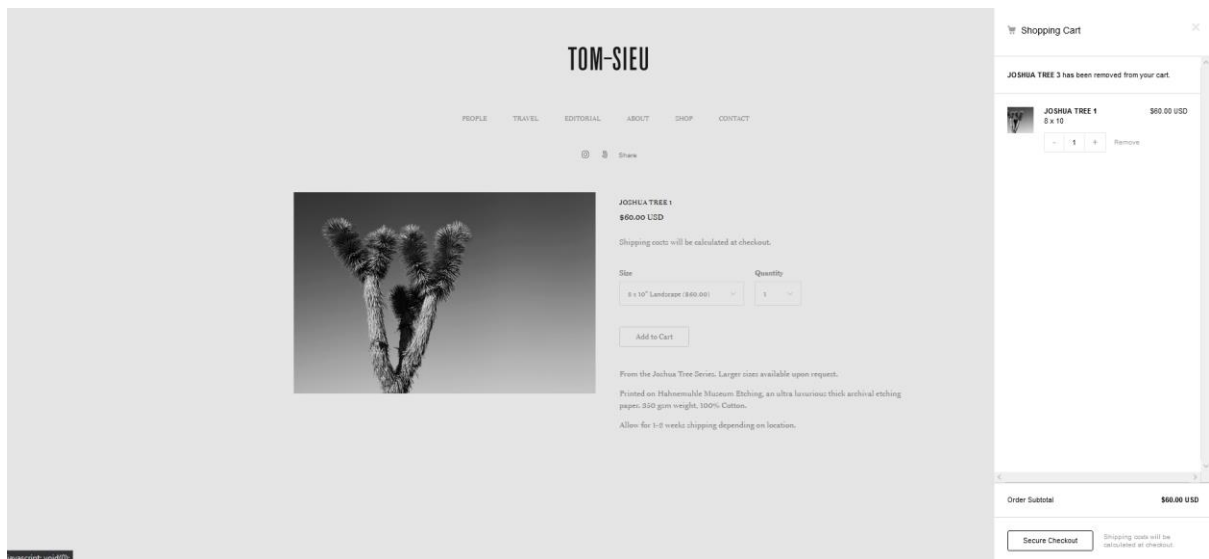 TOM-SIEU
PEOPLE TRAVEL EDITORIAL ABOUT SHOP CONTACT
Share
JOSHUA TREE 1
$60.00 USD
Shipping costs will be calculated at checkout.
Size Quantity
8 x 10" Landscape ($60.00) 1
Add to Cart
From the Joshua Tree Series. Larger sizes available upon request.
Printed on Hahnemuhle Museum Etching, an ultra luxurious thick archival etching
paper. 350 gsm weight, 100% Cotton.
Allow for 1-2 weeks shipping depending on location.
Shopping Cart
JOSHUA TREE 3 has been removed from your cart.
JOSHUA TREE 1 $60.00 USD
8 x 10
- 1 + Remove
Order Subtotal $60.00 USD
Secure Checkout
Shipping costs will be
calculated at checkout.
javascript: void(0);